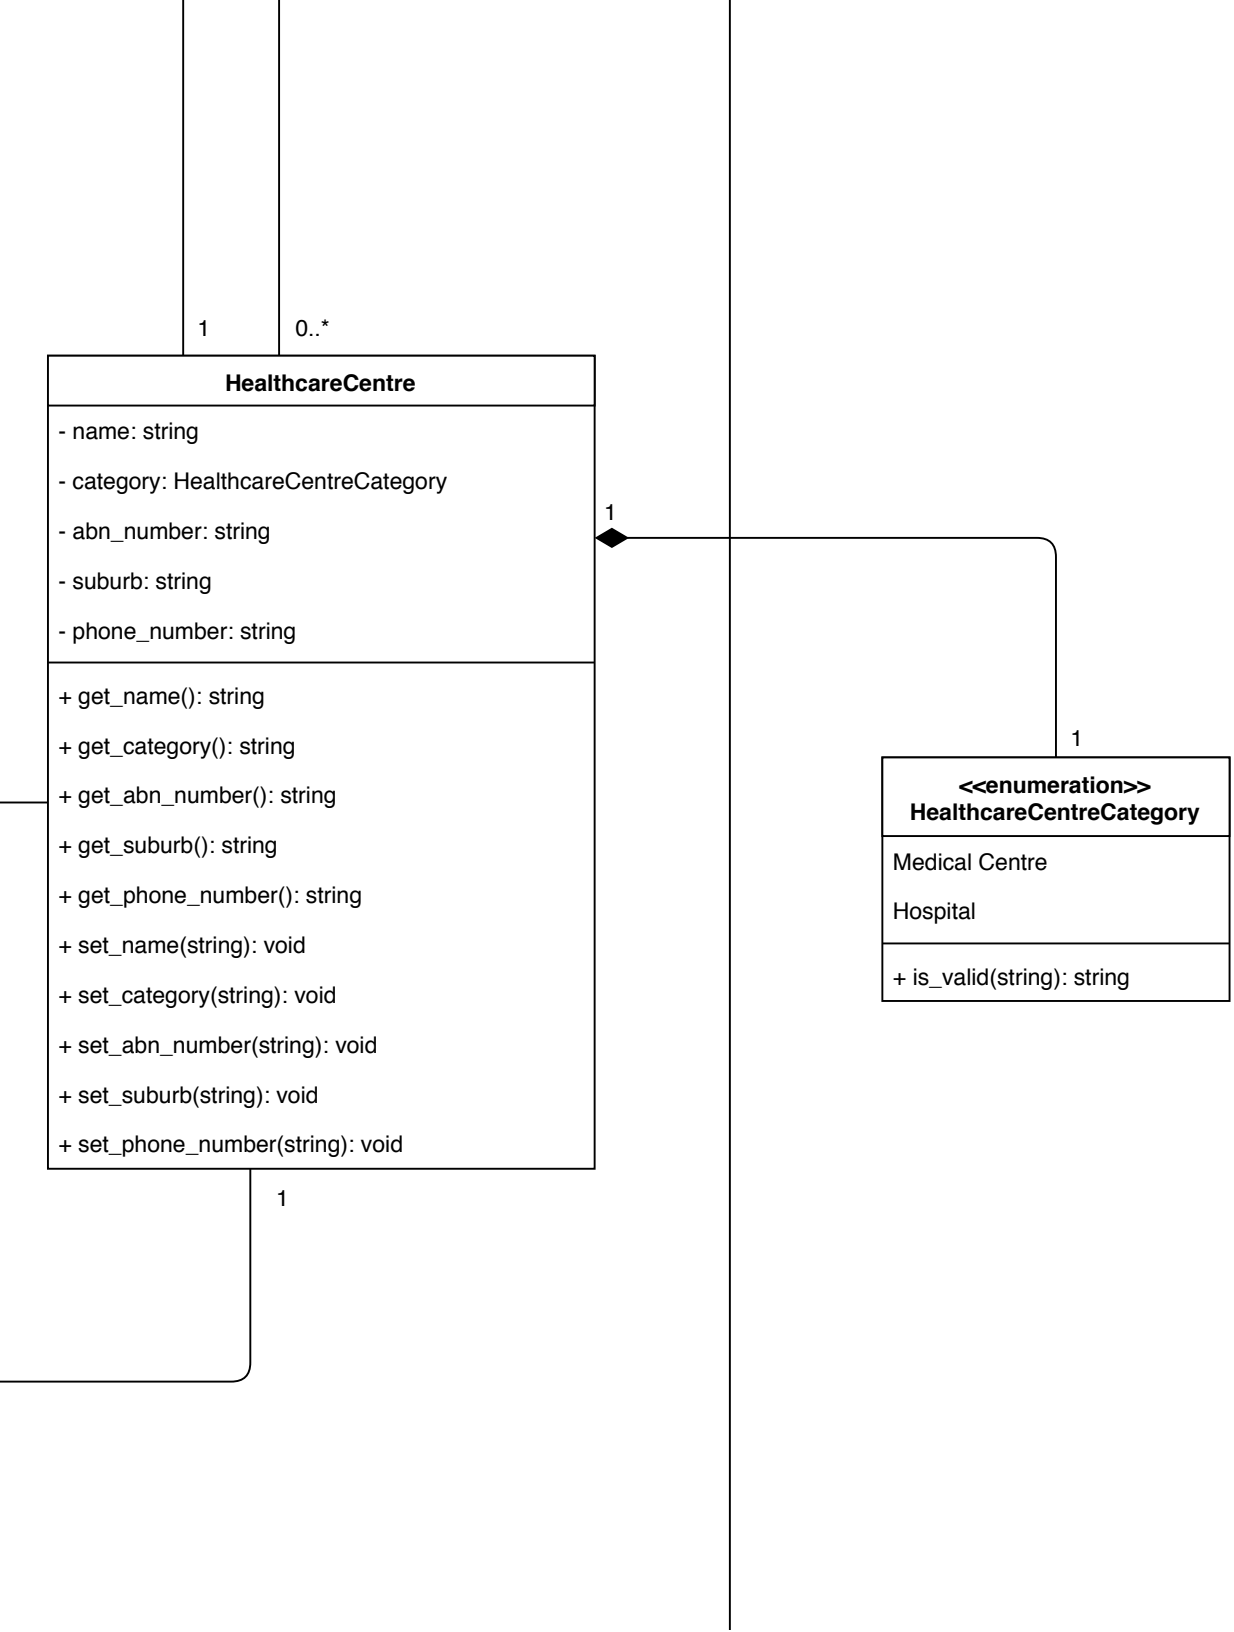 1
0..*
HealthcareCentre
- name: string
- category: HealthcareCentreCategory
- abn_number: string
- suburb: string
- phone_number: string
+ get_name(): string
+ get_category(): string
+ get_abn_number(): string
+ get_suburb(): string
+ get_phone_number(): string
+ set_name(string): void
+ set_category(string): void
+ set_abn_number(string): void
+ set_suburb(string): void
+ set_phone_number(string): void
1
1
1
<<enumeration>>
HealthcareCentreCategory
Medical Centre
Hospital
+ is_valid(string): string